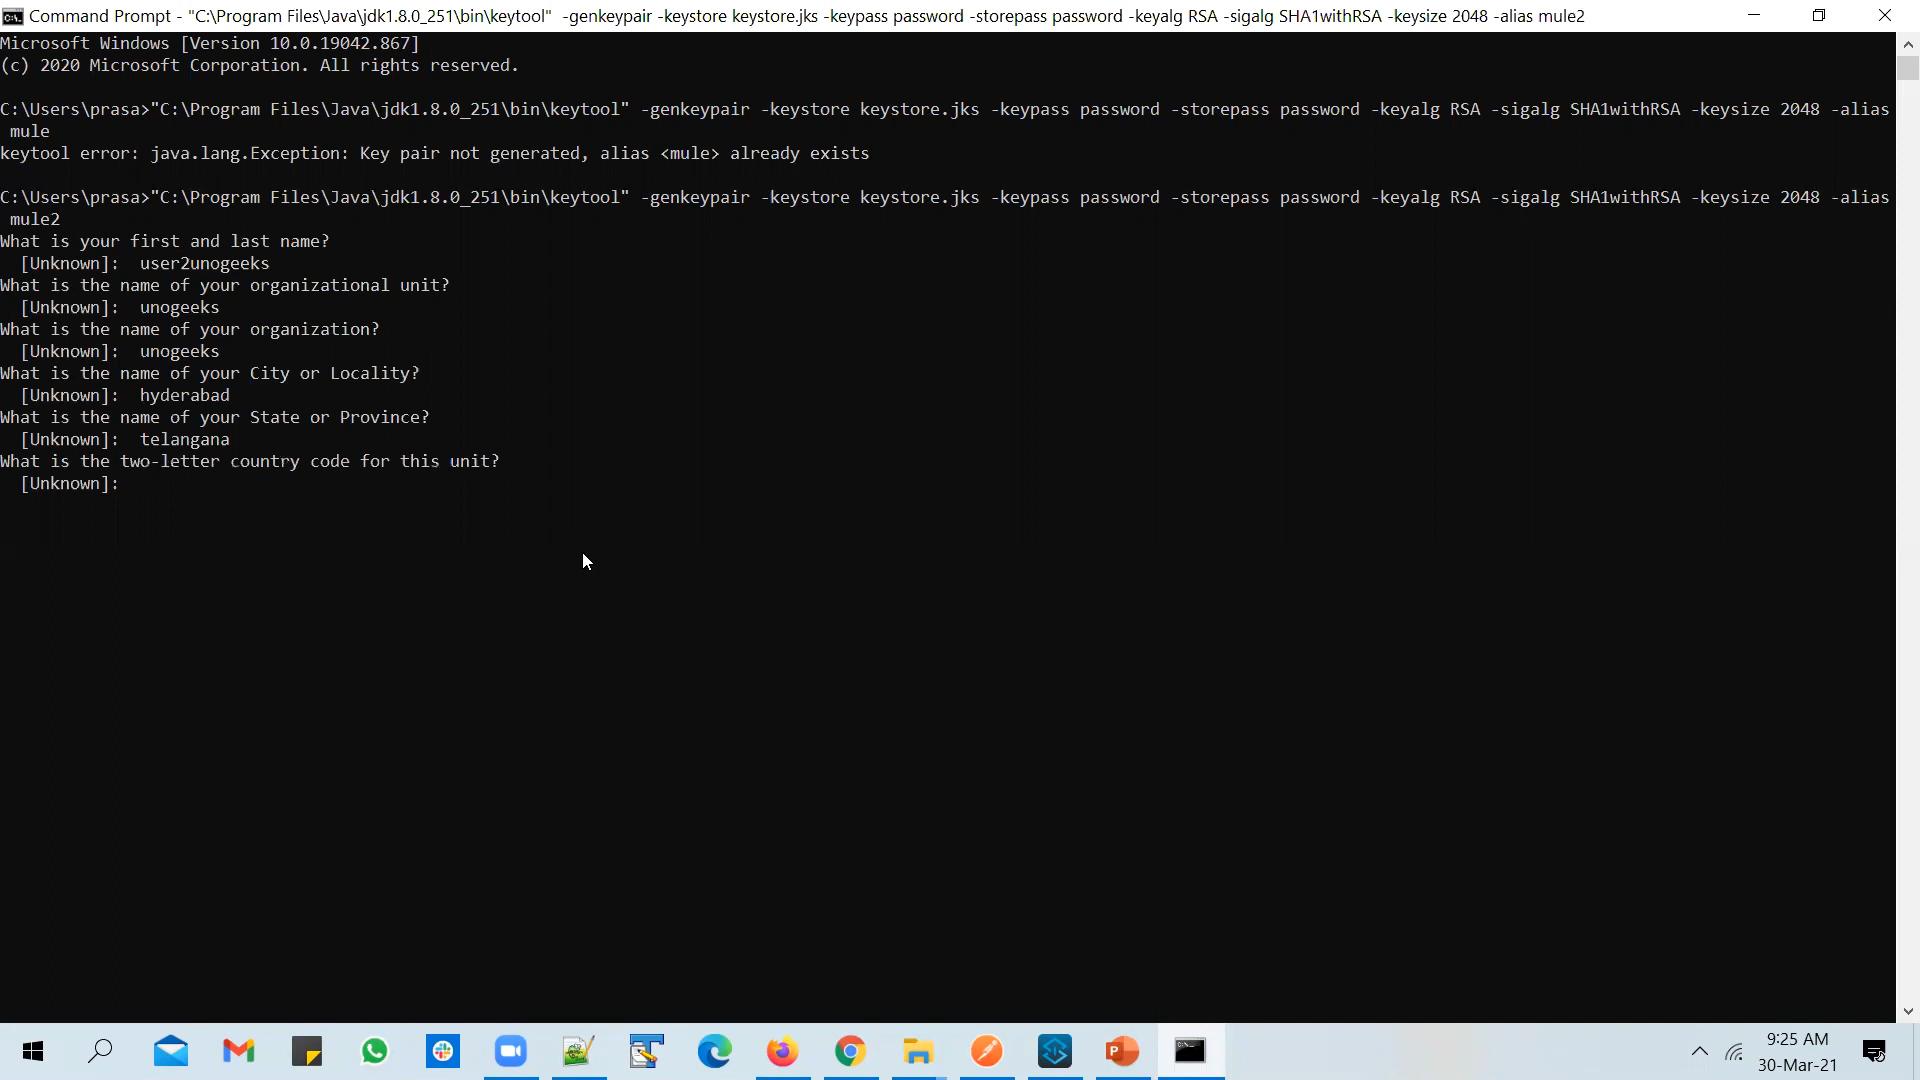 Command Prompt - "C:\Program Files\Java\jdk1.8.0_251\bin\keytool"  -genkeypair -keystore keystore.jks -keypass password -storepass password -keyalg RSA -sigalg SHA1withRSA -keysize 2048 -alias mule2
Microsoft Windows [Version 10.0.19042.867]
(c) 2020 Microsoft Corporation. All rights reserved.
C:\Users\prasa>"C:\Program Files\Java\jdk1.8.0_251\bin\keytool" -genkeypair -keystore keystore.jks -keypass password -storepass password -keyalg RSA -sigalg SHA1withRSA -keysize 2048 -alias
mule
keytool error: java.lang.Exception: Key pair not generated, alias <mule> already exists
C:\Users\prasa>"C:\Program Files\Java\jdk1.8.0_251\bin\keytool" -genkeypair -keystore keystore.jks -keypass password -storepass password -keyalg RSA -sigalg SHA1withRSA -keysize 2048 -alias
mule2
What is your first and last name?
[Unknown]:  user2unogeeks
What is the name of your organizational unit?
[Unknown]:  unogeeks
What is the name of your organization?
[Unknown]:  unogeeks
What is the name of your City or Locality?
[Unknown]:  hyderabad
What is the name of your State or Province?
[Unknown]:  telangana
What is the two-letter country code for this unit?
[Unknown]:
9:25 AM
30-Mar-21